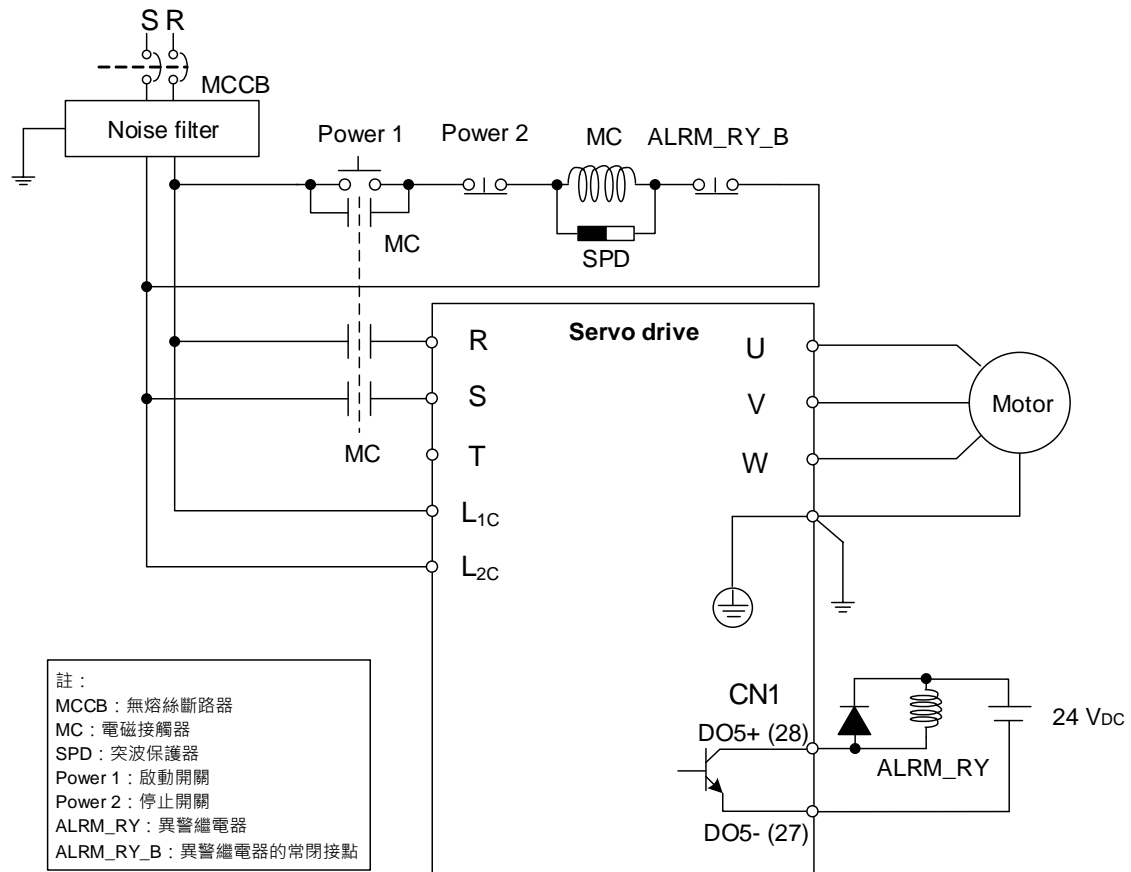 S R
MCCB
Noise filter
Power 1
Power 2
MC
ALRM_RY_B
MC
SPD
Servo drive
R
S
T
L1C
L2C
MC
U
V
W
Motor
CN1
DO5+ (28)
DO5- (27)
ALRM_RY
24 VDC
註：
MCCB：無熔絲斷路器
MC：電磁接觸器
SPD：突波保護器
Power 1：啟動開關
Power 2：停止開關
ALRM_RY：異警繼電器
ALRM_RY_B：異警繼電器的常閉接點